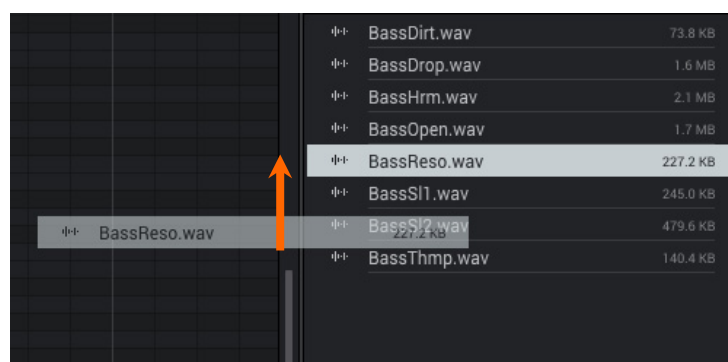 BassDirt.wav 73.8 KB
BassDrop.wav 1.6 MB
BassHrm.wav 2.1 MB
BassOpen.wav 1.7 MB
BassReso.wav 227.2 KB
BassSl1.wav 245.0 KB
BassSl2.wav 479.6 KB
BassReso.wav 227.2 KB
BassThmp.wav 140.4 KB